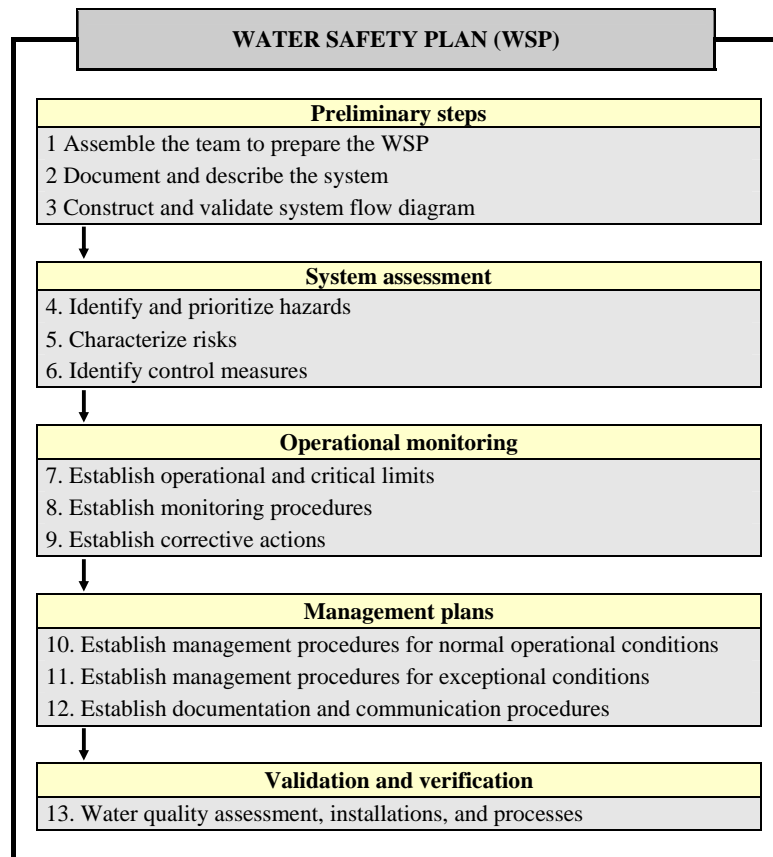 WATER SAFETY PLAN (WSP)
Preliminary steps
1 Assemble the team to prepare the WSP
2 Document and describe the system
3 Construct and validate system flow diagram
System assessment
4. Identify and prioritize hazards
5. Characterize risks
6. Identify control measures
Operational monitoring
7. Establish operational and critical limits
8. Establish monitoring procedures
9. Establish corrective actions
Management plans
10. Establish management procedures for normal operational conditions
11. Establish management procedures for exceptional conditions
12. Establish documentation and communication procedures
Validation and verification
13. Water quality assessment, installations, and processes